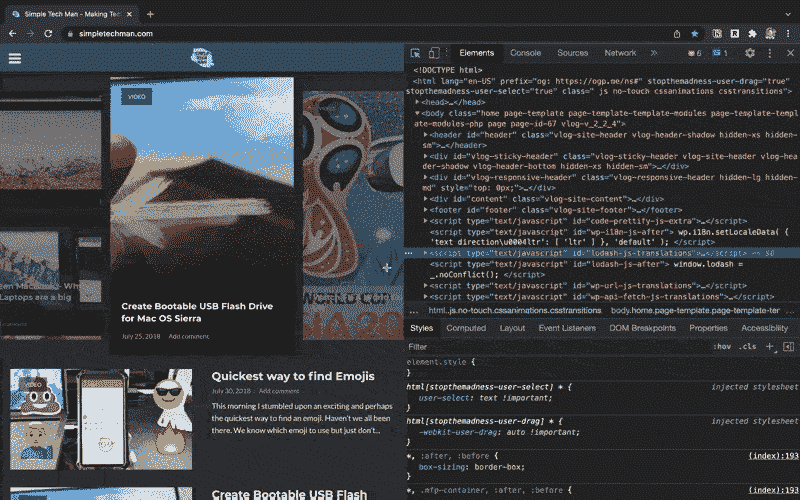 Simple Tech Man - Making Tec
simpletechman.com
VIDEO
Create Bootable USB Flash Drive
for Mac OS Sierra
July 25, 2018 Add comment
Laptops are a big
Quickest way to find Emojis
July 30, 2018 Add comment
This morning I stumbled upon an exciting and perhaps
the quickest way to find an emoji. Haven't we all been
there. We know which emoji to use but just don't...
VIDEO
Create Bootable USB Flash
Elements Console Sources Network » 6 1
<!DOCTYPE html>
<html lang="en-US" prefix="og: https://ogp.me/ns#" stopthemadness-user-drag="true"
stopthemadness-user-select="true" class=" js no-touch cssanimations csstransitions">
▶<head>…</head>
▼<body class="home page-template page-template-template-modules page-template-temp
ate-modules-php page page-id-67 vlog-v_2_2_4">
▶<header id="header" class="vlog-site-header vlog-header-shadow hidden-xs hidden-
sm">…</header>
▶<div id="vlog-sticky-header" class="vlog-sticky-header vlog-site-header vlog-hea
der-shadow vlog-header-bottom hidden-xs hidden-sm">…</div>
▶<div id="vlog-responsive-header" class="vlog-responsive-header hidden-lg hidden-
md" style="top: 0px;">…</div>
▶<div id="content" class="vlog-site-content">…</div>
▶<footer id="footer" class="vlog-site-footer">…</footer>
▶<script type="text/javascript" id="code-prettify-js-extra">…</script>
<script type="text/javascript" id="wp-i18n-js-after"> wp.i18n.setLocaleData( {
'text direction\u0004ltr': [ 'ltr' ] }, 'default' ); </script>
▶<script type="text/javascript" id="lodash-js-translations">…</script> == $0
<script type="text/javascript" id="lodash-js-after"> window.lodash =
_.noConflict(); </script>
▶<script type="text/javascript" id="wp-url-js-translations">…</script>
▶<script type="text/javascript" id="wp-api-fetch-js-translations">…</script>
... html.js.no-touch.cssanimations.csstransitions body.home.page-template.page-template-ter ...
Styles Computed Layout Event Listeners DOM Breakpoints Properties Accessibility
Filter :hov .cls
element.style {
}
html[stopthemadness-user-select] * { injected stylesheet
user-select: text !important;
}
html[stopthemadness-user-drag] * { injected stylesheet
-webkit-user-drag: auto !important;
}
*, :after, :before { (index):193
box-sizing: border-box;
}
.mfp-container, :after, :before { (index):193